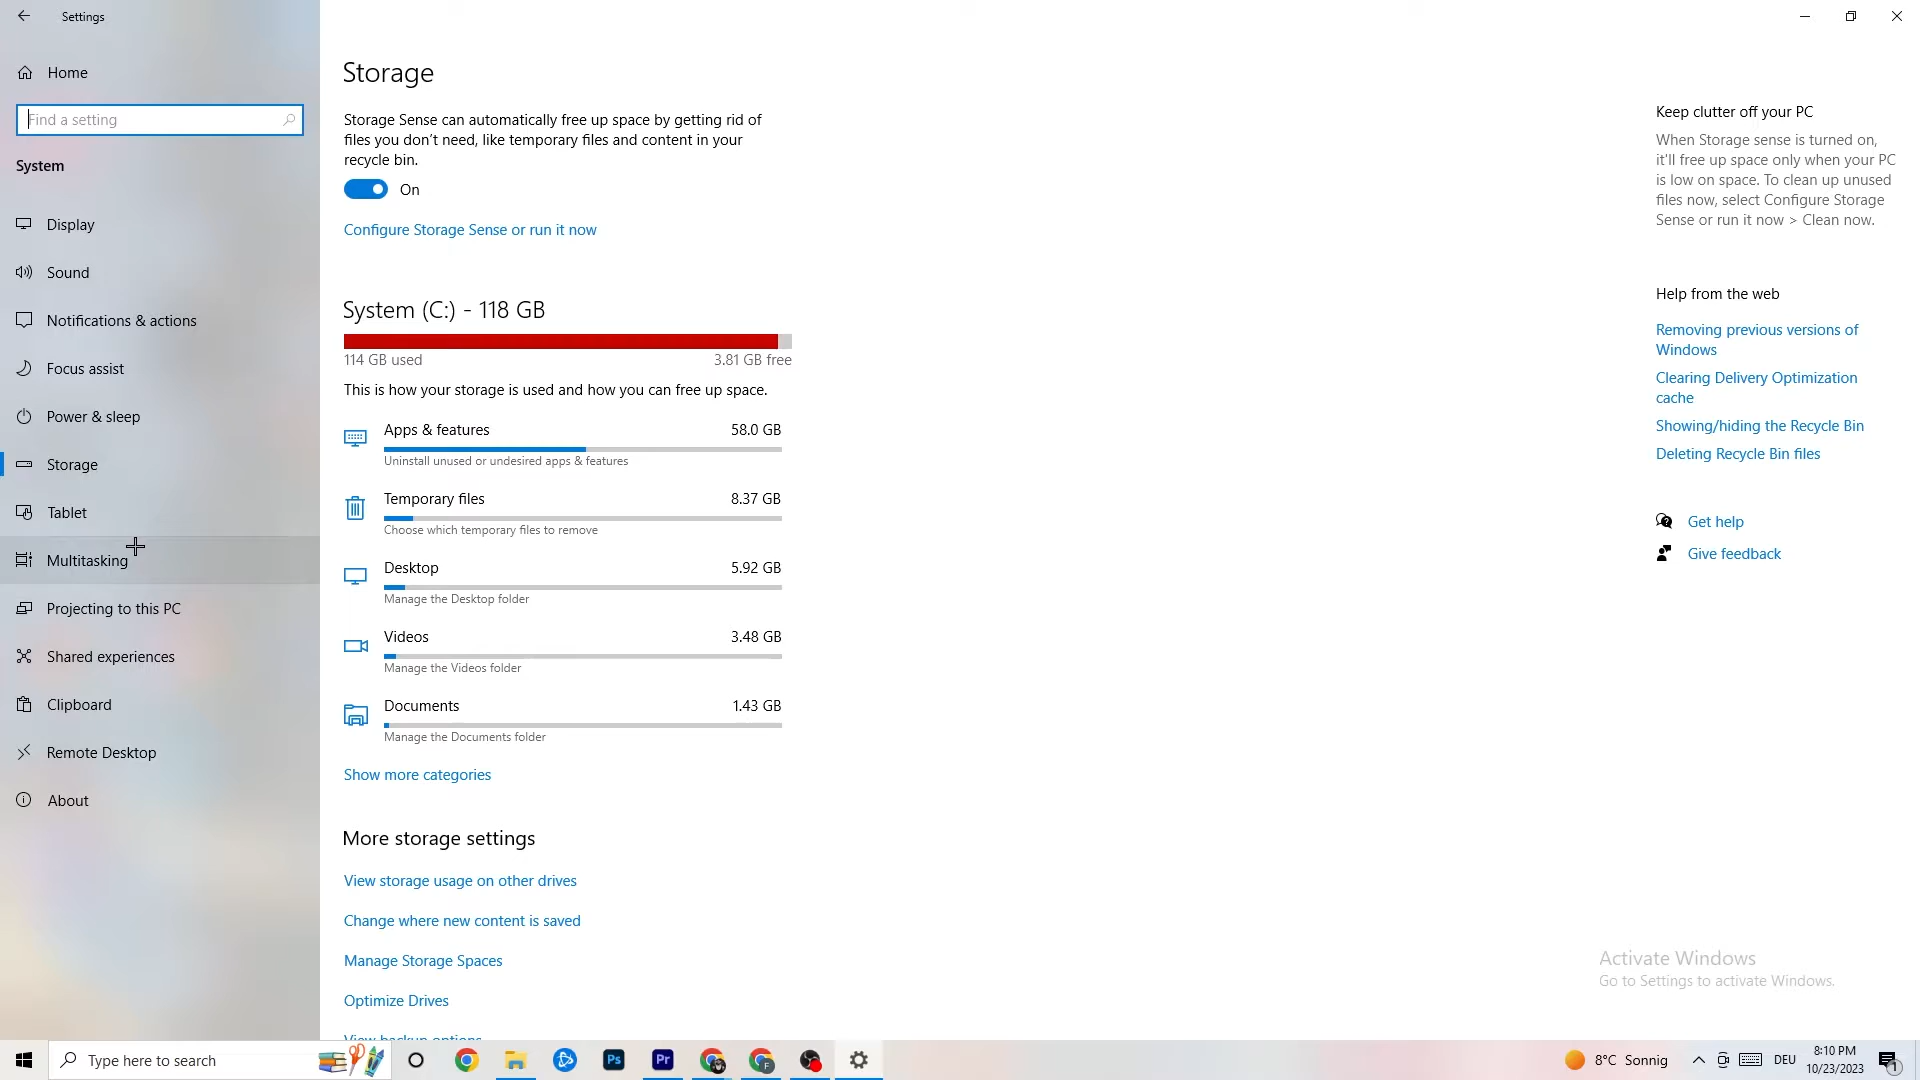 Settings
Home
Find a setting
System
Display
Sound
Notifications & actions
Focus assist
Power & sleep
Storage
Tablet
Multitasking
Projecting to this PC
Shared experiences
Clipboard
Remote Desktop
About
Storage
Storage Sense can automatically free up space by getting rid of
files you don't need, like temporary files and content in your
recycle bin.
On
Configure Storage Sense or run it now
System (C:) - 118 GB
114 GB used 3.81 GB free
This is how your storage is used and how you can free up space.
Apps & features 58.0 GB
Uninstall unused or undesired apps & features
Temporary files 8.37 GB
Choose which temporary files to remove
Desktop 5.92 GB
Manage the Desktop folder
Videos 3.48 GB
Manage the Videos folder
Documents 1.43 GB
Manage the Documents folder
Show more categories
More storage settings
View storage usage on other drives
Change where new content is saved
Manage Storage Spaces
Optimize Drives
View backup options
Keep clutter off your PC
When Storage sense is turned on,
it'll free up space only when your PC
is low on space. To clean up unused
files now, select Configure Storage
Sense or run it now > Clean now.
Help from the web
Removing previous versions of
Windows
Clearing Delivery Optimization
cache
Showing/hiding the Recycle Bin
Deleting Recycle Bin files
Get help
Give feedback
Activate Windows
Go to Settings to activate Windows.
Type here to search
Ps
Pr
F
8°C Sonnig
DEU
8:10 PM
10/23/2023
1